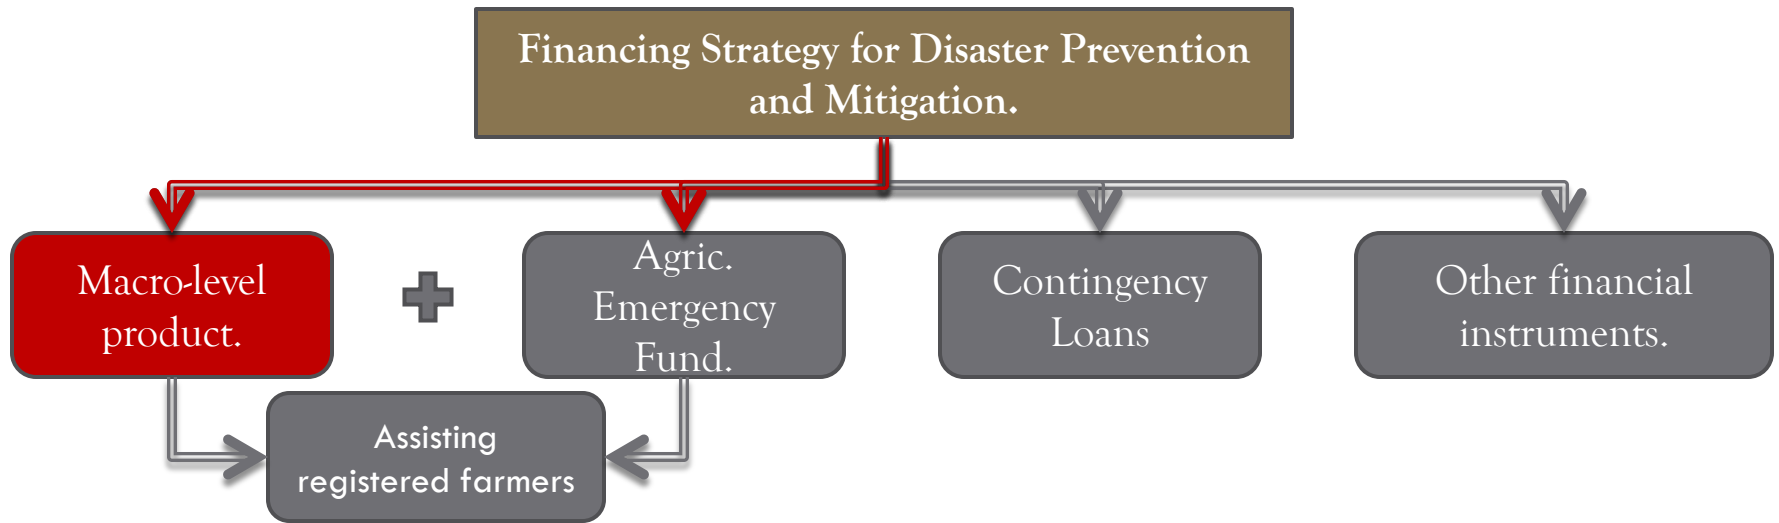 Financing Strategy for Disaster Prevention
and Mitigation.
Macro-level
product.
Agric.
Emergency
Fund.
Contingency
Loans
Other financial
instruments.
Assisting
registered farmers